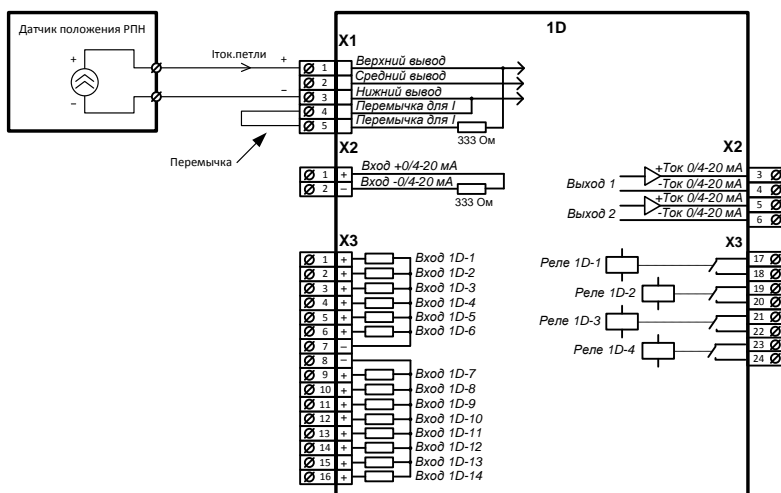 Датчик положения РПН
+
−
Iток.петли
+
−
Перемычка
1D
X1
1 Верхний вывод
2 Средний вывод
3 Нижний вывод
4 Перемычка для I
5 Перемычка для I
333 Ом
X2
1 + Вход +0/4-20 мА
2 − Вход -0/4-20 мА
333 Ом
X3
1 + Вход 1D-1
2 + Вход 1D-2
3 + Вход 1D-3
4 + Вход 1D-4
5 + Вход 1D-5
6 + Вход 1D-6
7 −
8 −
9 + Вход 1D-7
10 + Вход 1D-8
11 + Вход 1D-9
12 + Вход 1D-10
13 + Вход 1D-11
14 + Вход 1D-12
15 + Вход 1D-13
16 + Вход 1D-14
X2
Выход 1
+Ток 0/4-20 мА 3
-Ток 0/4-20 мА 4
Выход 2
+Ток 0/4-20 мА 5
-Ток 0/4-20 мА 6
X3
Реле 1D-1 17
18
Реле 1D-2 19
20
Реле 1D-3 21
22
Реле 1D-4 23
24